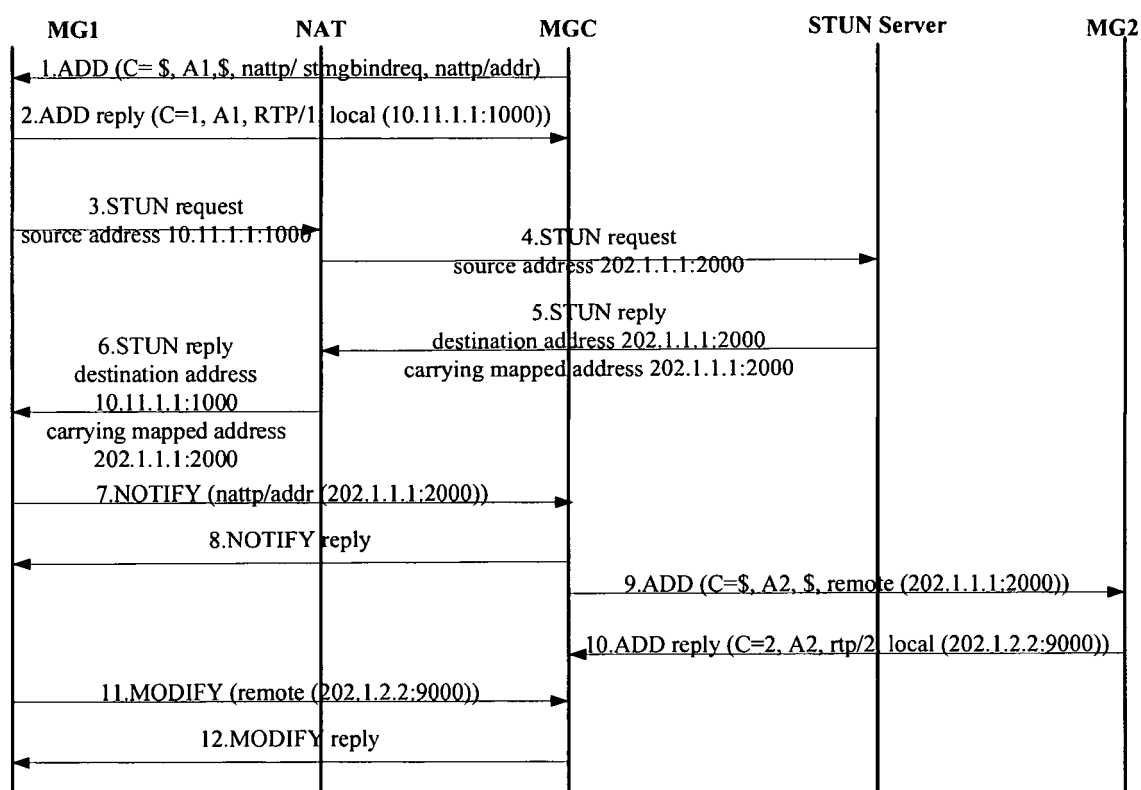 MG1 NAT MGC STUN Server MG2
1.ADD (C= $, A1,$, nattp/ stmgbindreq, nattp/addr)
2.ADD reply (C=1, A1, RTP/1, local (10.11.1.1:1000))
3.STUN request
source address 10.11.1.1:1000
4.STUN request
source address 202.1.1.1:2000
5.STUN reply
destination address 202.1.1.1:2000
carrying mapped address 202.1.1.1:2000
6.STUN reply
destination address
10.11.1.1:1000
carrying mapped address
202.1.1.1:2000
7.NOTIFY (nattp/addr (202.1.1.1:2000))
8.NOTIFY reply
9.ADD (C=$, A2, $, remote (202.1.1.1:2000))
10.ADD reply (C=2, A2, rtp/2, local (202.1.2.2:9000))
11.MODIFY (remote (202.1.2.2:9000))
12.MODIFY reply